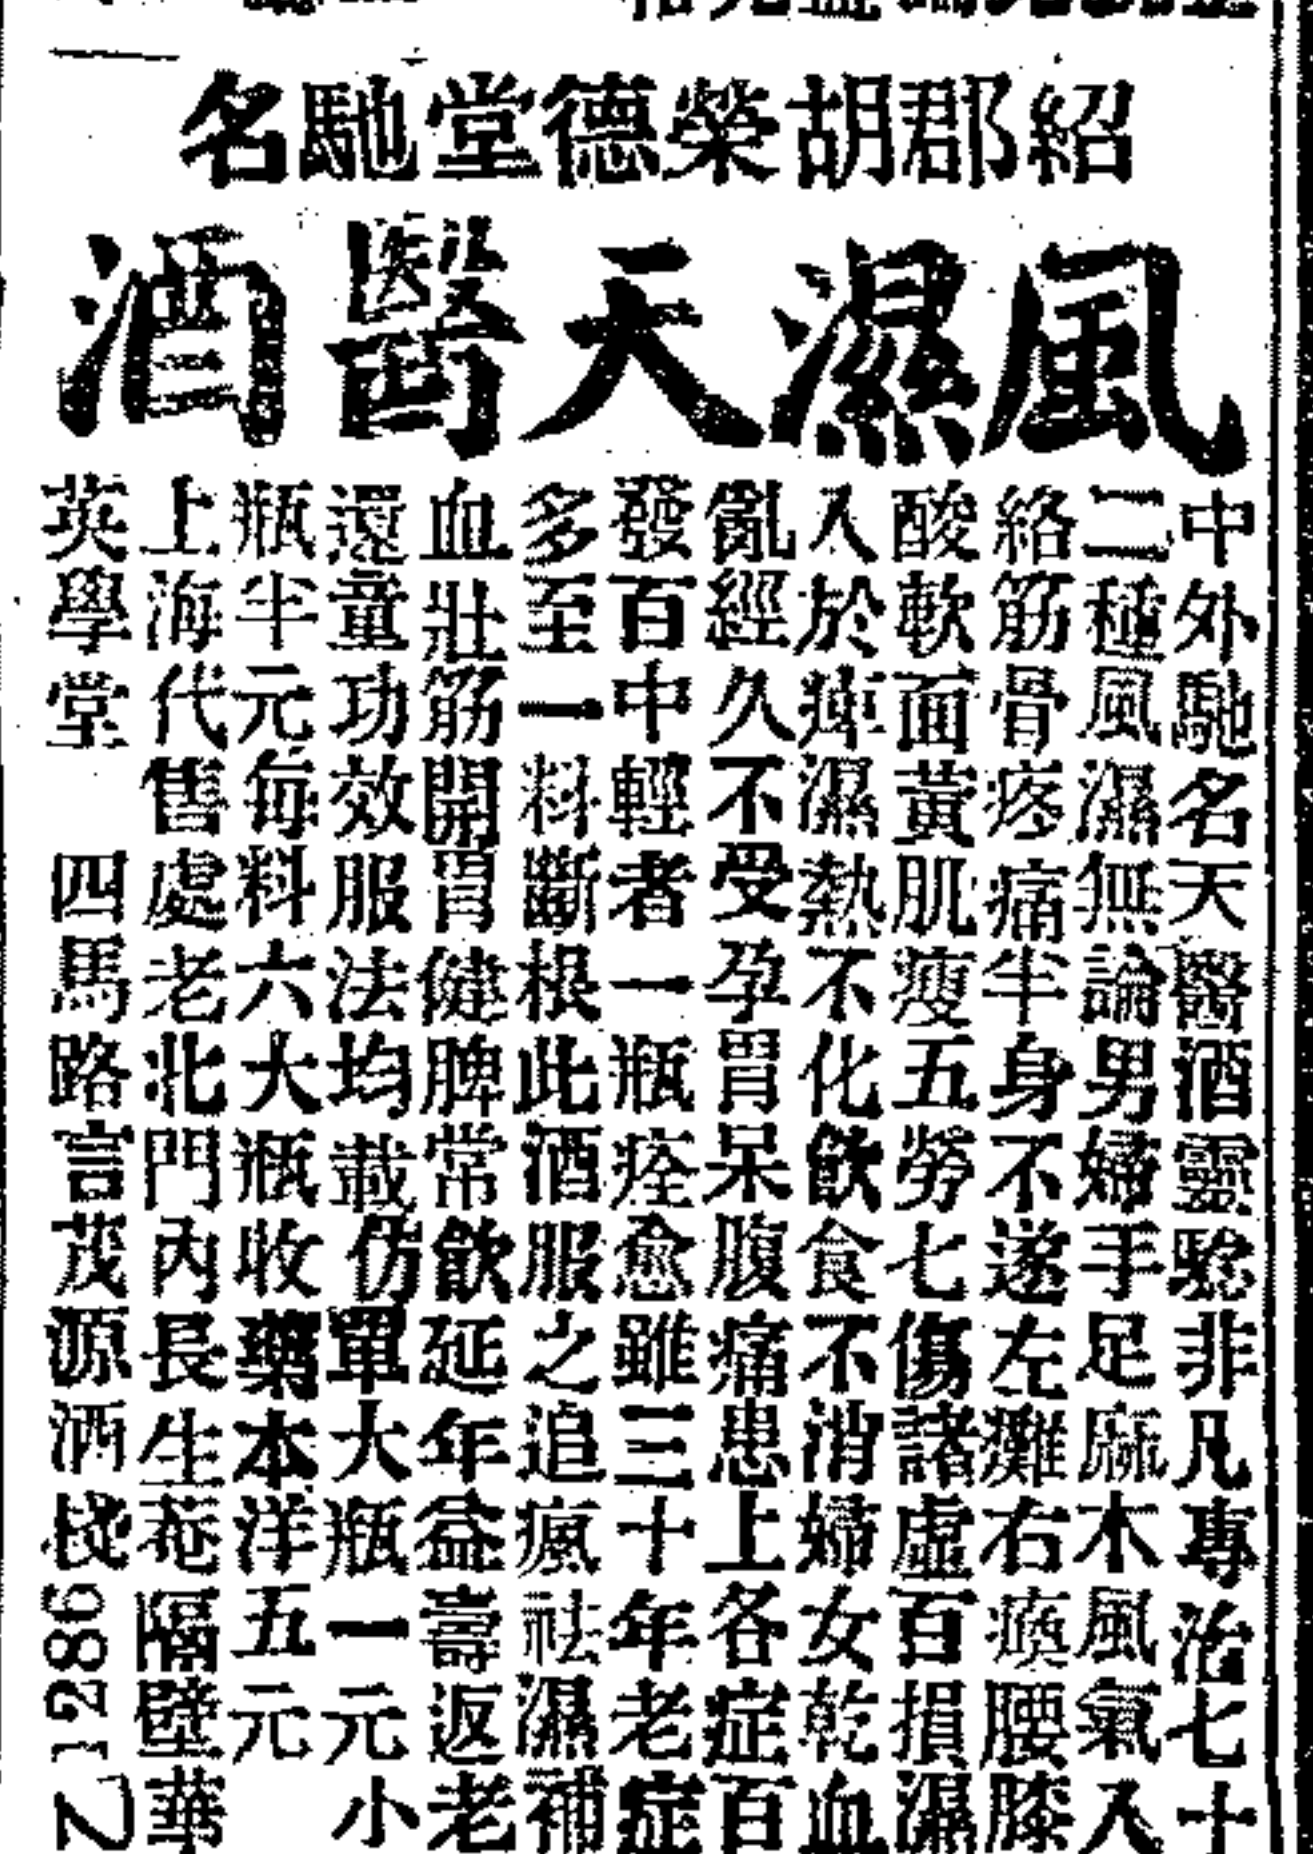 紹郡胡榮德堂馳名
風濕天醫酒
中外馳名天醫酒靈驗非凡專治七十
二種風濕無論男婦手足麻木風氣入
絡筋骨疼痛半身不遂左灘右瘓腰膝
酸軟面黃肌瘦五勞七傷諸虛百損濕
入於痺濕熱不化飲食不消婦女乾血
亂經久不受孕胃呆腹痛患上各症百
發百中輕者一瓶痊愈雖三十年老症
多至一料斷根此酒服之追瘋祛濕補
血壯筋開胃健脾常飲延年益壽返老
還童功效服法均載仿單大瓶一元小
瓶半元每料六大瓶收藥本洋五元
上海代售處老北門內長生菴隔壁華
英學堂 四馬路言茂源酒棧
乙1286